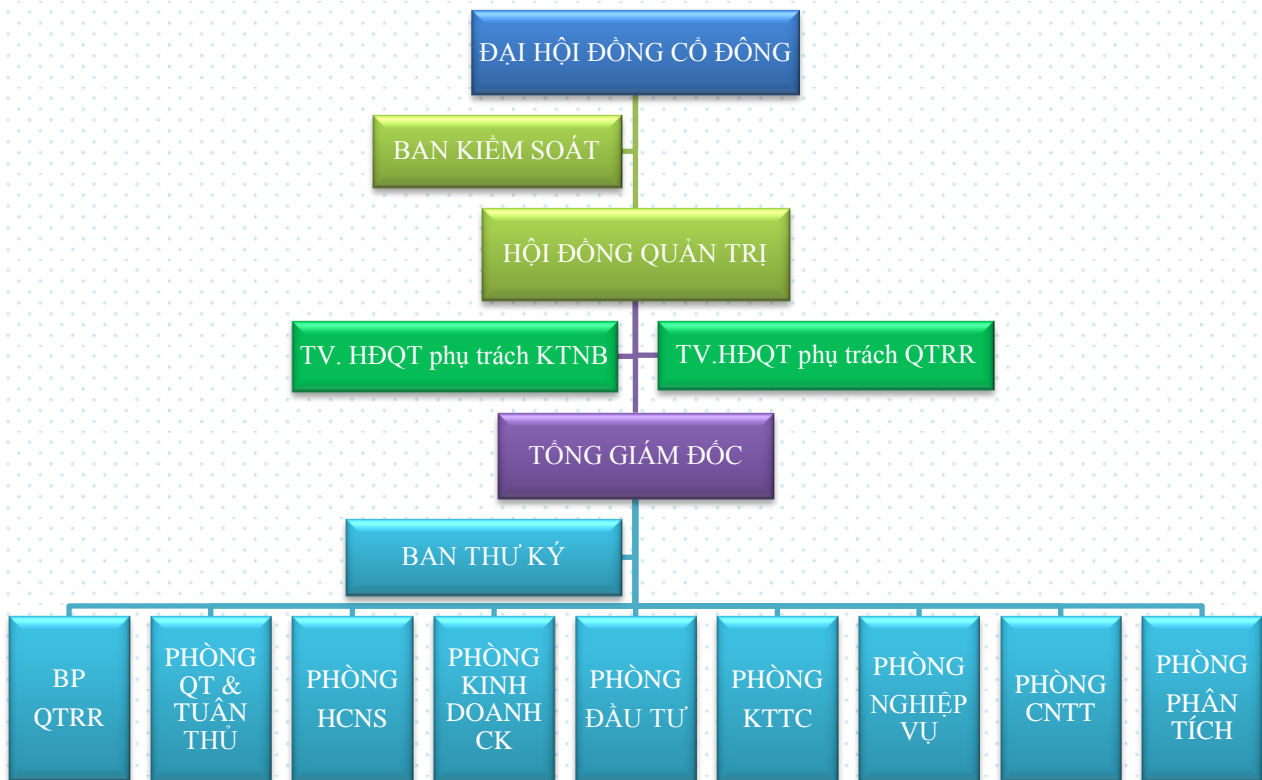 ĐẠI HỘI ĐỒNG CỔ ĐÔNG
BAN KIỂM SOÁT
HỘI ĐỒNG QUẢN TRỊ
TV. HĐQT phụ trách KTNB
TV.HĐQT phụ trách QTRR
TỔNG GIÁM ĐỐC
BAN THƯ KÝ
BP
QTRR
PHÒNG
QT &
TUÂN
THỦ
PHÒNG
HCNS
PHÒNG
KINH
DOANH
CK
PHÒNG
ĐẦU TƯ
PHÒNG
KTTC
PHÒNG
NGHIỆP
VỤ
PHÒNG
CNTT
PHÒNG
PHÂN
TÍCH